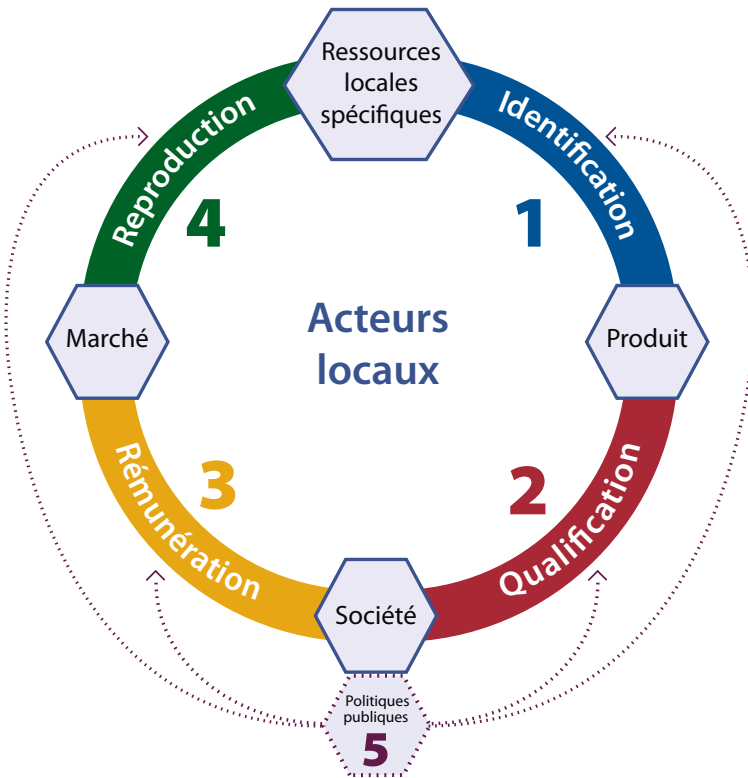 Ressources
locales
spécifiques
Identification
1
Produit
Qualification
2
Société
Rémunération
3
Marché
Reproduction
4
Acteurs
locaux
Politiques
publiques
5